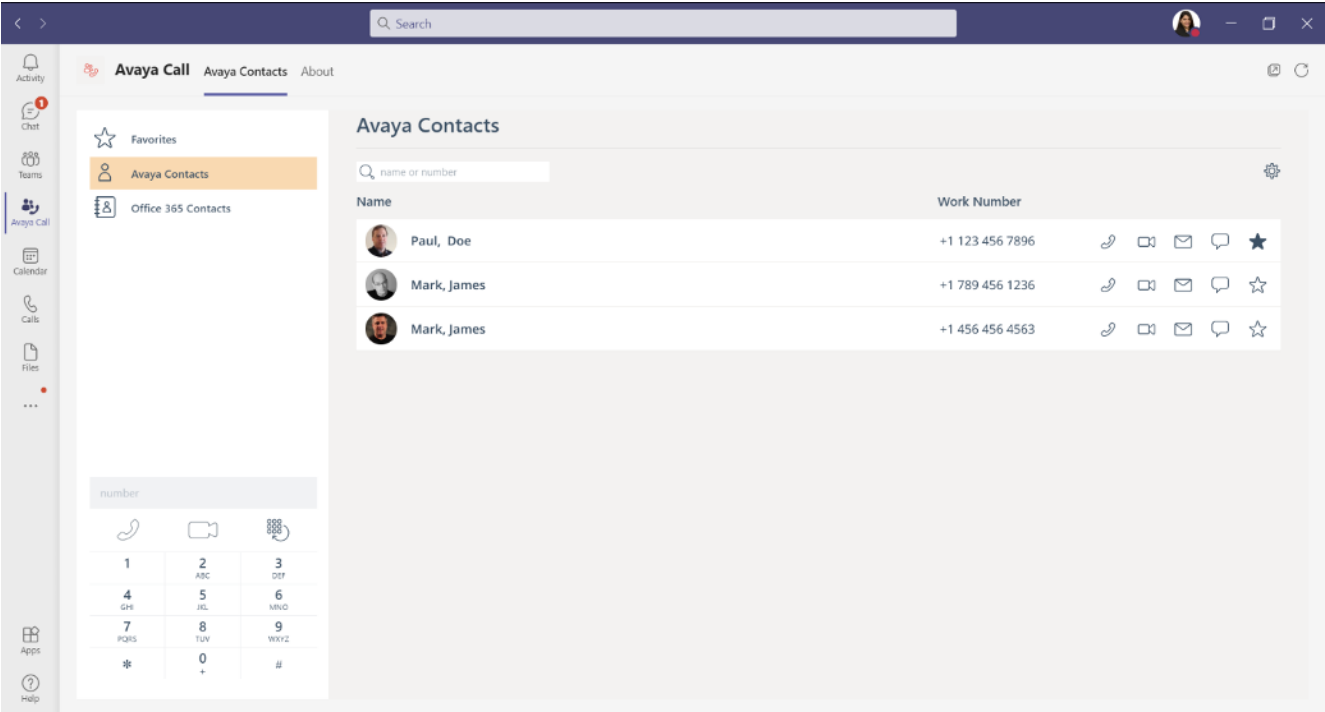 Search
Activity
1
Chat
Teams
Avaya Call
Calendar
Calls
Files
Apps
Help
Avaya Call Avaya Contacts About
Favorites
Avaya Contacts
Office 365 Contacts
number
1 2 3
ABC DEF
4 5 6
GHI JKL MNO
7 8 9
PQRS TUV WXYZ
* 0 #
+
Avaya Contacts
name or number
Name Work Number
Paul, Doe +1 123 456 7896
Mark, James +1 789 456 1236
Mark, James +1 456 456 4563